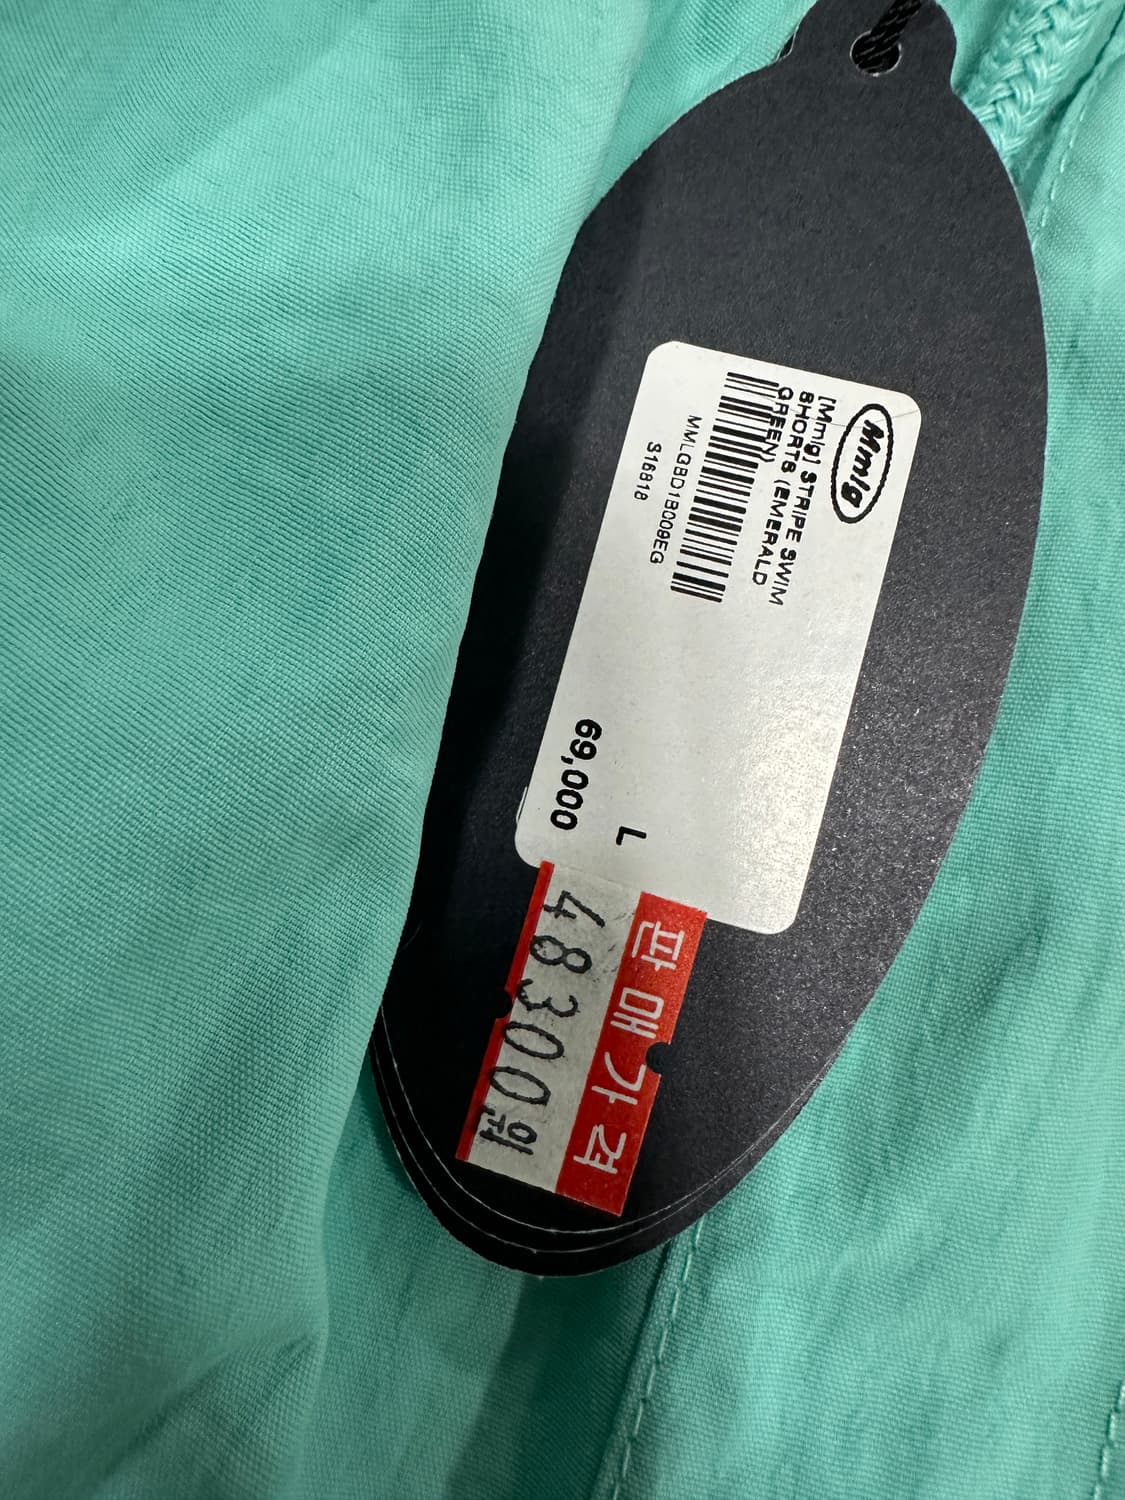 Mmlg
[Mmlg] STRIPE SWIM
SHORTS (EMERALD
GREEN)
MMLGBD1B009EG
S16818
L
69,000
판매가격
48300원